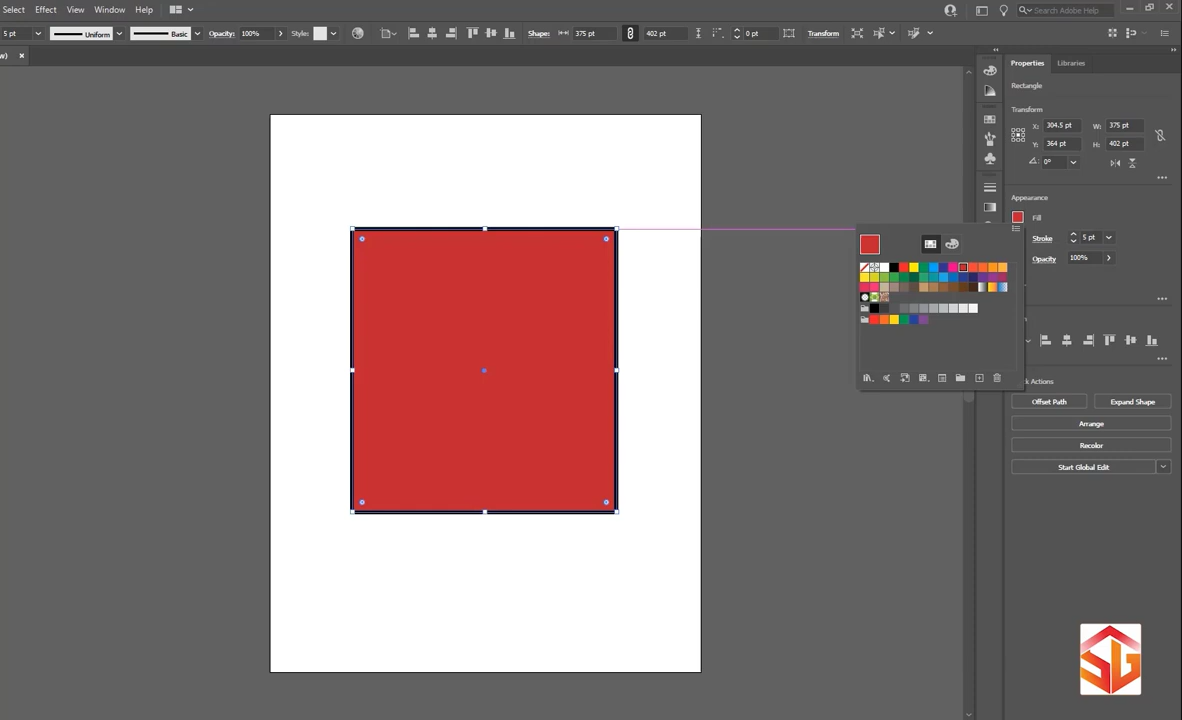 Select Effect View Window Help Search Adobe Help
5 pt Uniform Basic Opacity: 100% Style: Shape: 375 pt 402 pt 0 pt Transform
w)
Properties Libraries
Rectangle
Transform
X: 304.5 pt W: 375 pt
Y: 364 pt H: 402 pt
0°
Appearance
Fill
Stroke 5 pt
Opacity 100%
k Actions
Offset Path Expand Shape
Arrange
Recolor
Start Global Edit
SG